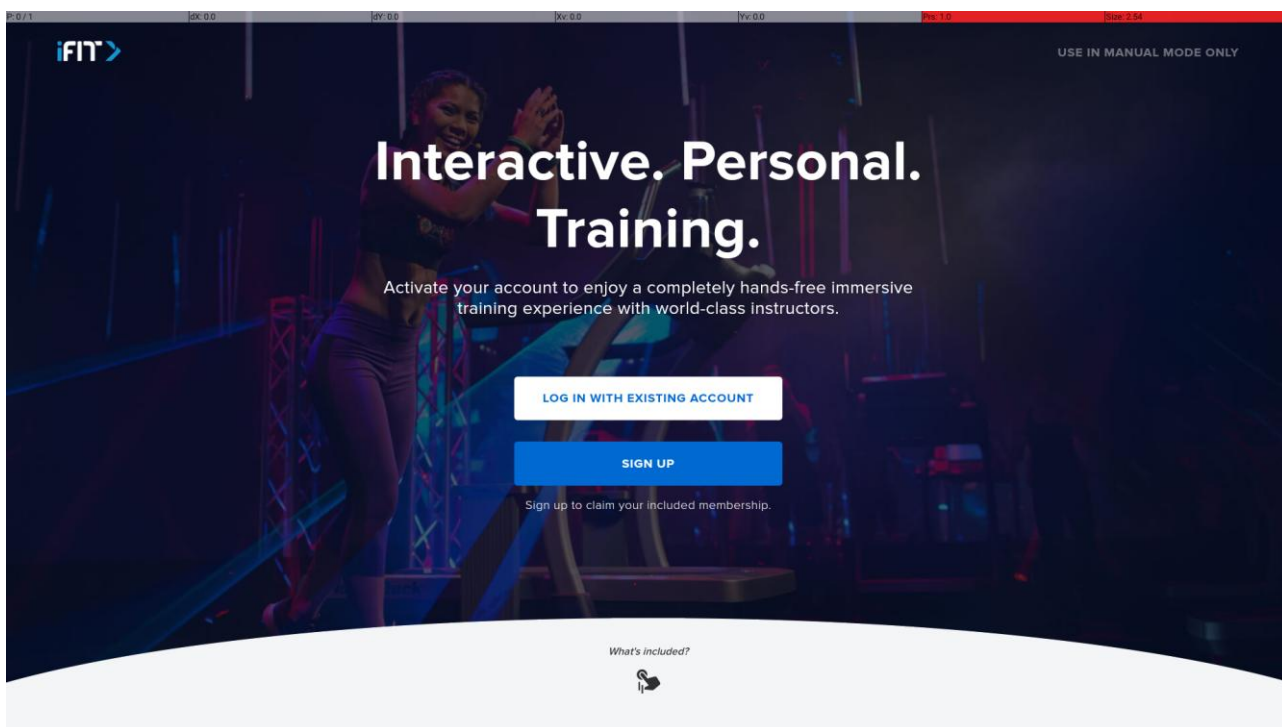 P: 0 / 1 dX: 0.0 dY: 0.0 Xv: 0.0 Yv: 0.0 Prs: 1.0 Size: 2.54
iFIT
USE IN MANUAL MODE ONLY
Interactive. Personal.
Training.
Activate your account to enjoy a completely hands-free immersive
training experience with world-class instructors.
LOG IN WITH EXISTING ACCOUNT
SIGN UP
Sign up to claim your included membership.
What's included?